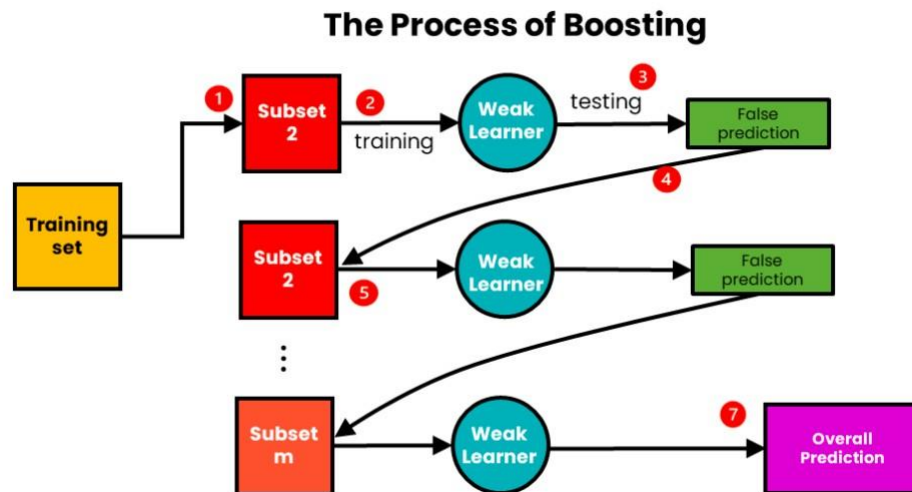 The Process of Boosting
1
Subset
2
2
training
Weak
Learner
3
testing
False
prediction
4
Training
set
Subset
2
5
Weak
Learner
False
prediction
Subset
m
Weak
Learner
7
Overall
Prediction